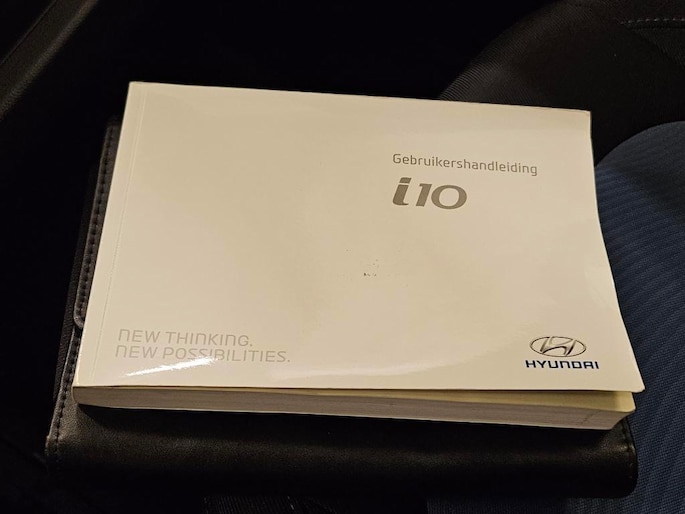 Gebruikershandleiding
i10
NEW THINKING.
NEW POSSIBILITIES.
HYUNDAI